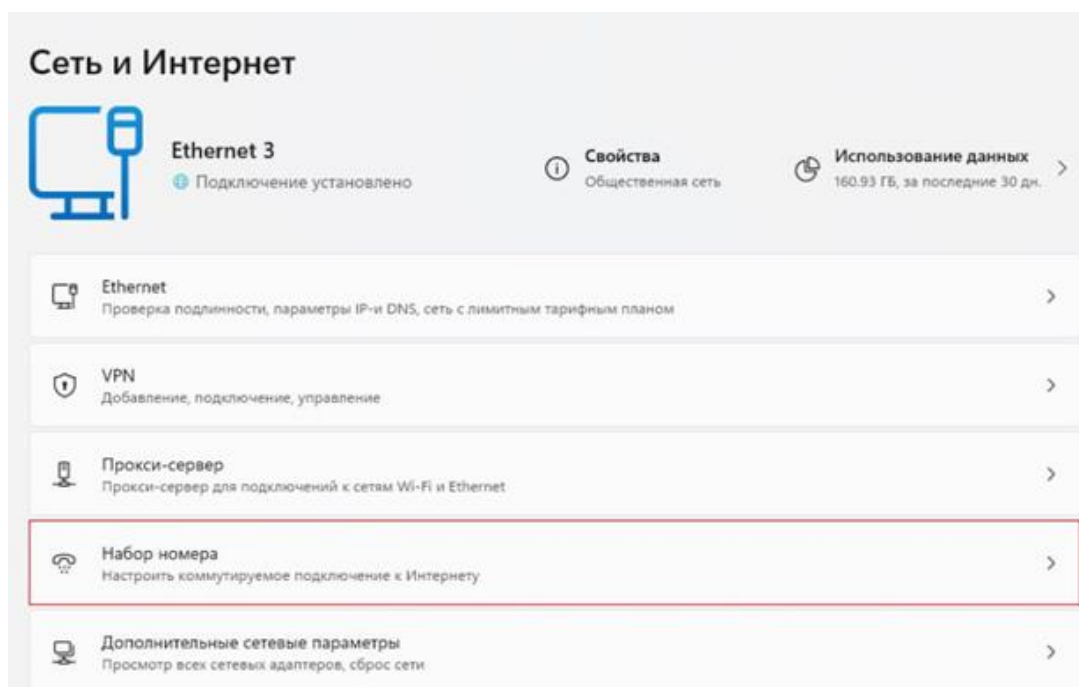 Сеть и Интернет
Ethernet 3
Подключение установлено
Свойства
Общественная сеть
Использование данных
160.93 ГБ, за последние 30 дн.
Ethernet
Проверка подлинности, параметры IP-и DNS, сеть с лимитным тарифным планом
VPN
Добавление, подключение, управление
Прокси-сервер
Прокси-сервер для подключений к сетям Wi-Fi и Ethernet
Набор номера
Настроить коммутируемое подключение к Интернету
Дополнительные сетевые параметры
Просмотр всех сетевых адаптеров, сброс сети